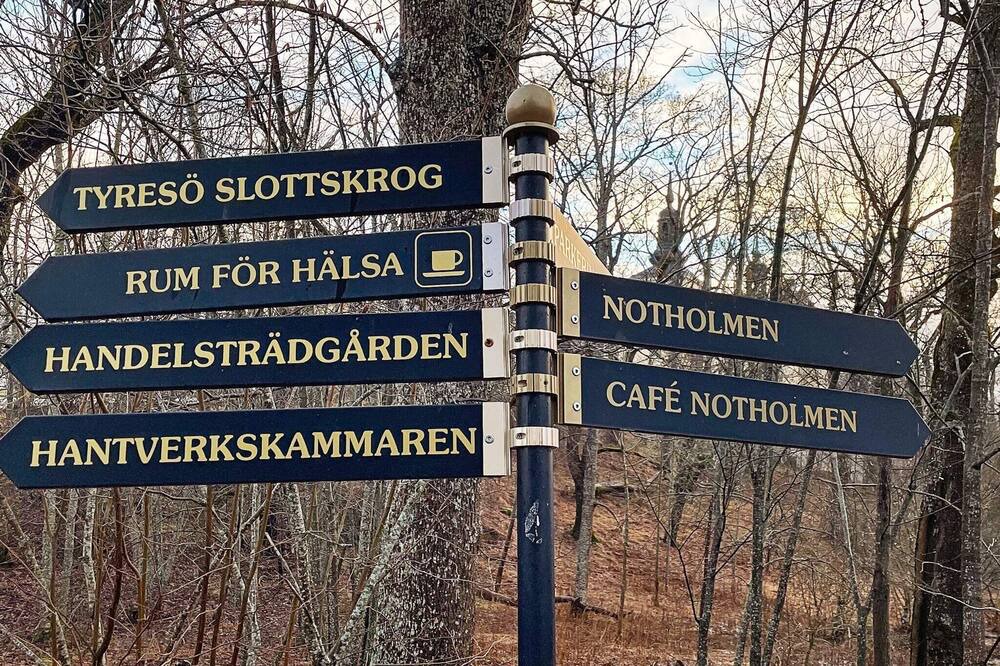 TYRESÖ SLOTTSKROG
RUM FÖR HÄLSA
HANDELSTRÄDGÅRDEN
HANTVERKSKAMMAREN
NOTHOLMEN
CAFÉ NOTHOLMEN